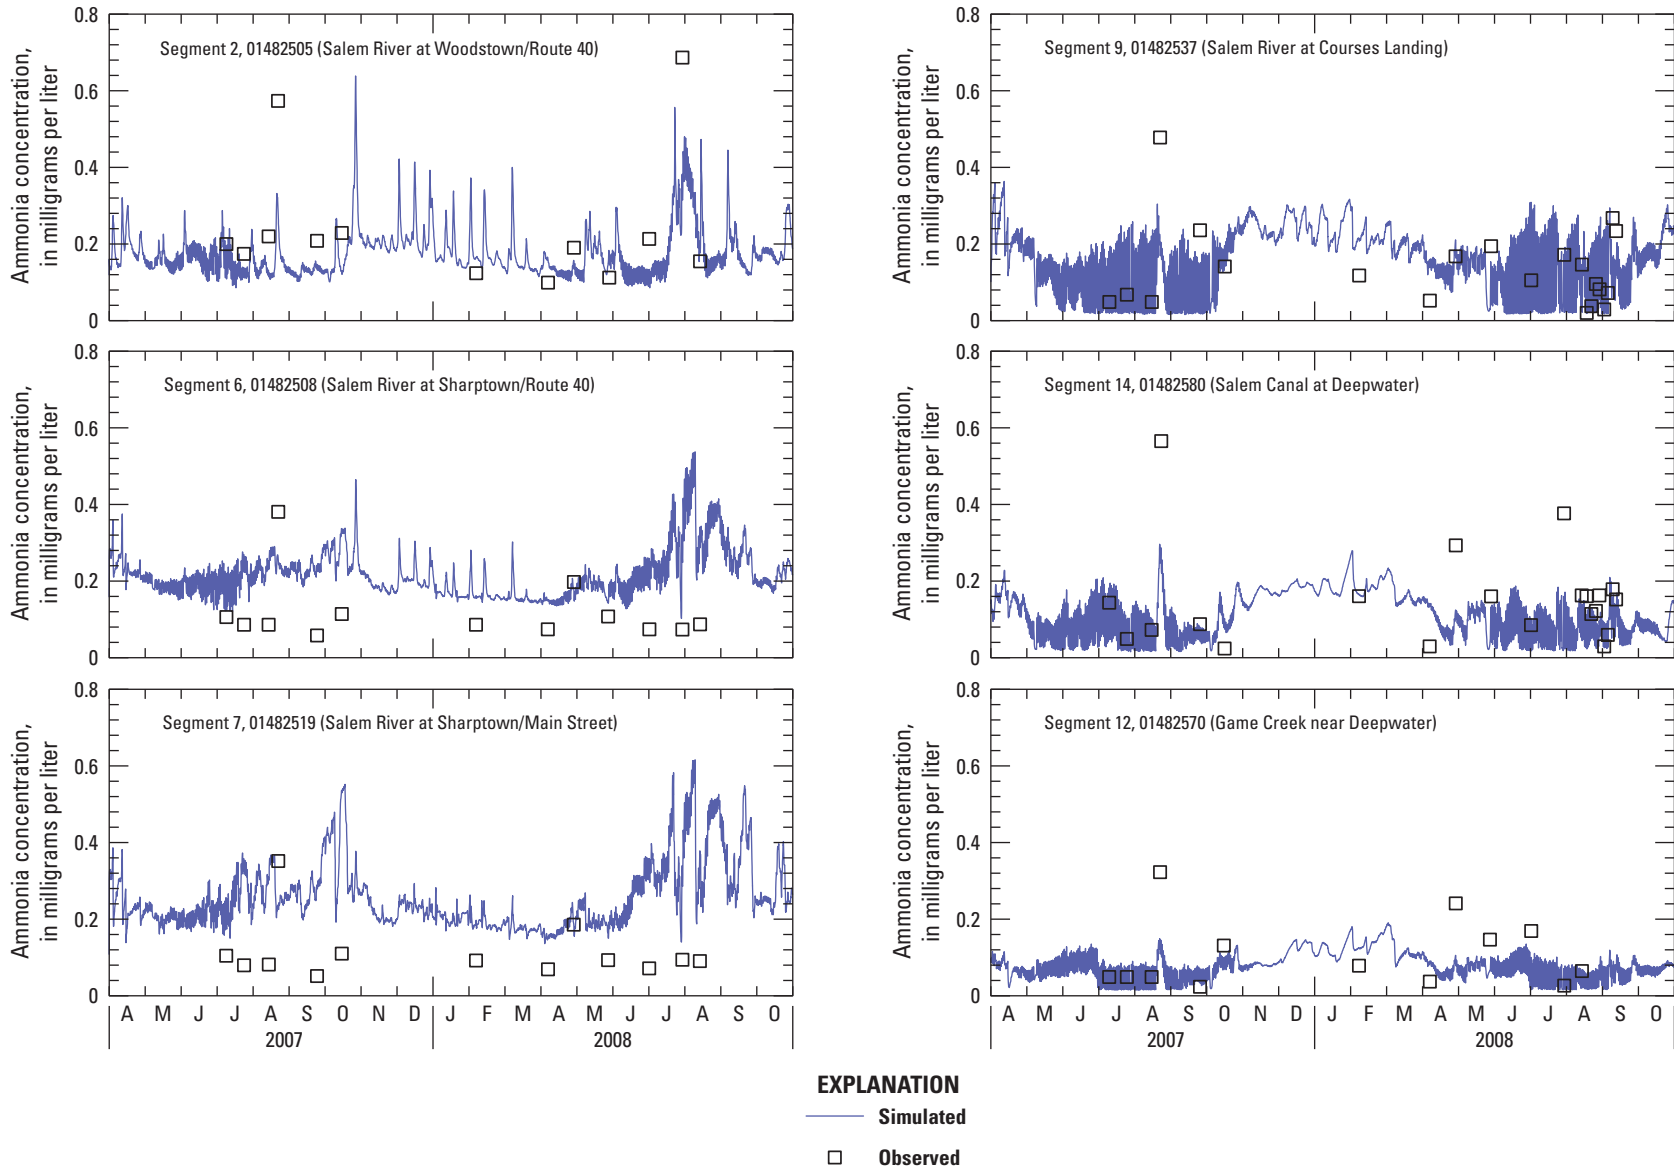 Ammonia concentration,
in milligrams per liter
0.8
0.6
0.4
0.2
0
Segment 2, 01482505 (Salem River at Woodstown/Route 40)
Ammonia concentration,
in milligrams per liter
0.8
0.6
0.4
0.2
0
Segment 9, 01482537 (Salem River at Courses Landing)
Ammonia concentration,
in milligrams per liter
0.8
0.6
0.4
0.2
0
Segment 6, 01482508 (Salem River at Sharptown/Route 40)
Ammonia concentration,
in milligrams per liter
0.8
0.6
0.4
0.2
0
Segment 14, 01482580 (Salem Canal at Deepwater)
Ammonia concentration,
in milligrams per liter
0.8
0.6
0.4
0.2
0
Segment 7, 01482519 (Salem River at Sharptown/Main Street)
A M J J A S O N D J F M A M J J A S O
2007 2008
Ammonia concentration,
in milligrams per liter
0.8
0.6
0.4
0.2
0
Segment 12, 01482570 (Game Creek near Deepwater)
A M J J A S O N D J F M A M J J A S O
2007 2008
EXPLANATION
Simulated
Observed